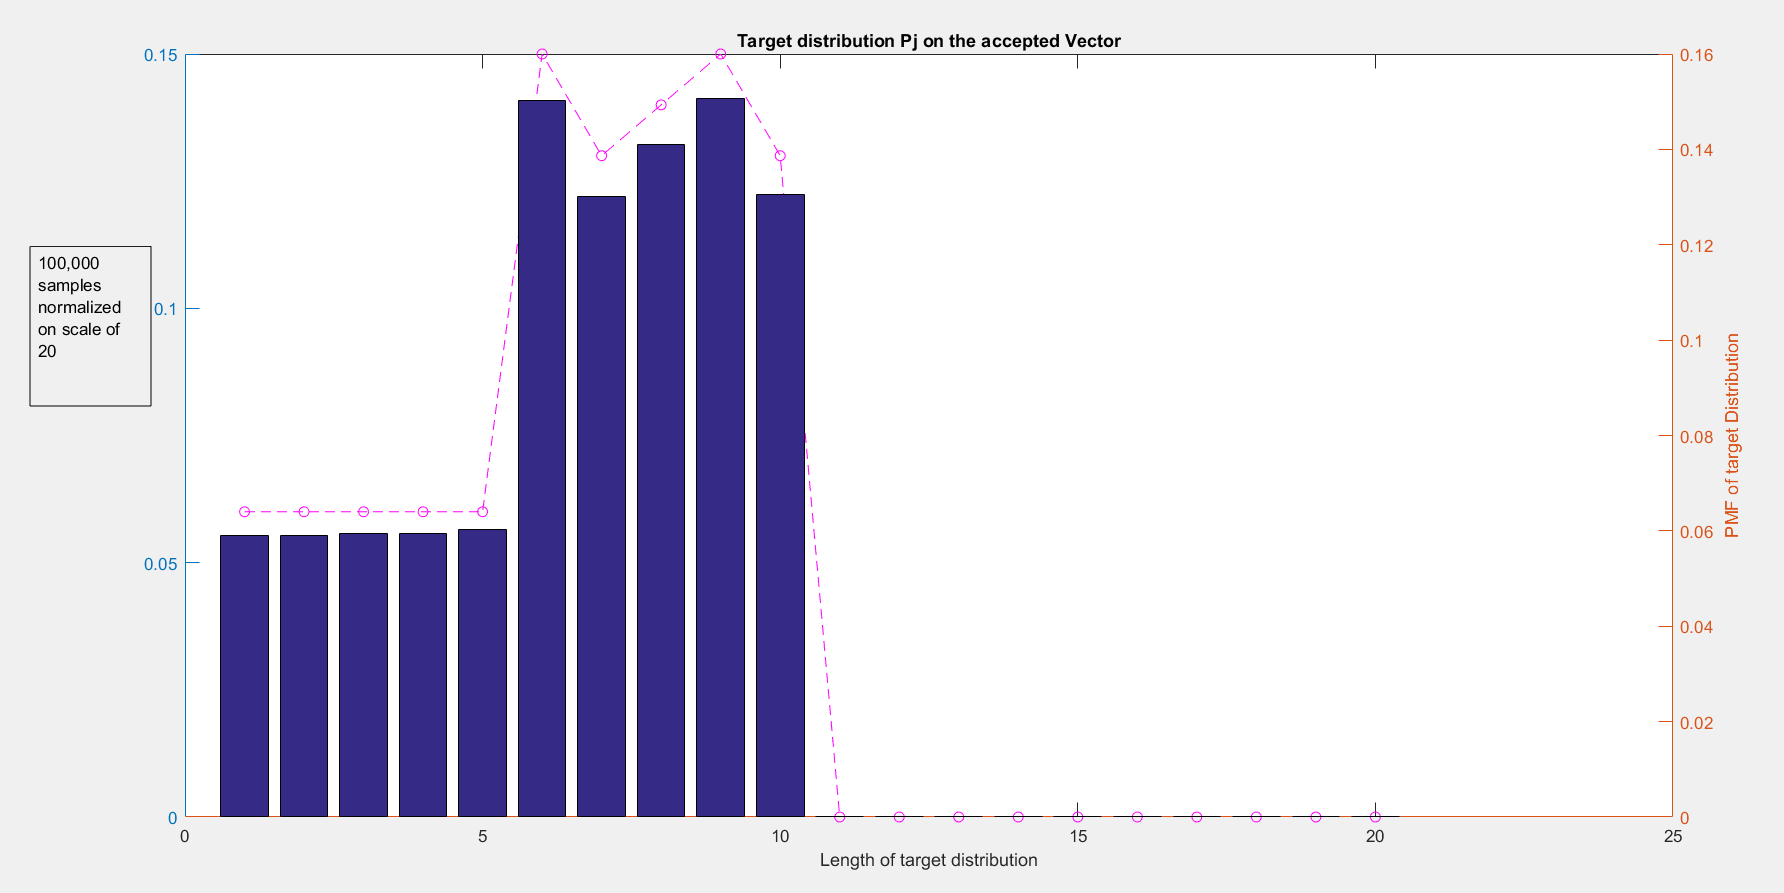 Target distribution Pj on the accepted Vector
0.15
0.1
0.05
0
100,000
samples
normalized
on scale of
20
0.16
0.14
0.12
0.1
0.08
0.06
0.04
0.02
0
PMF of target Distribution
0 5 10 15 20 25
Length of target distribution